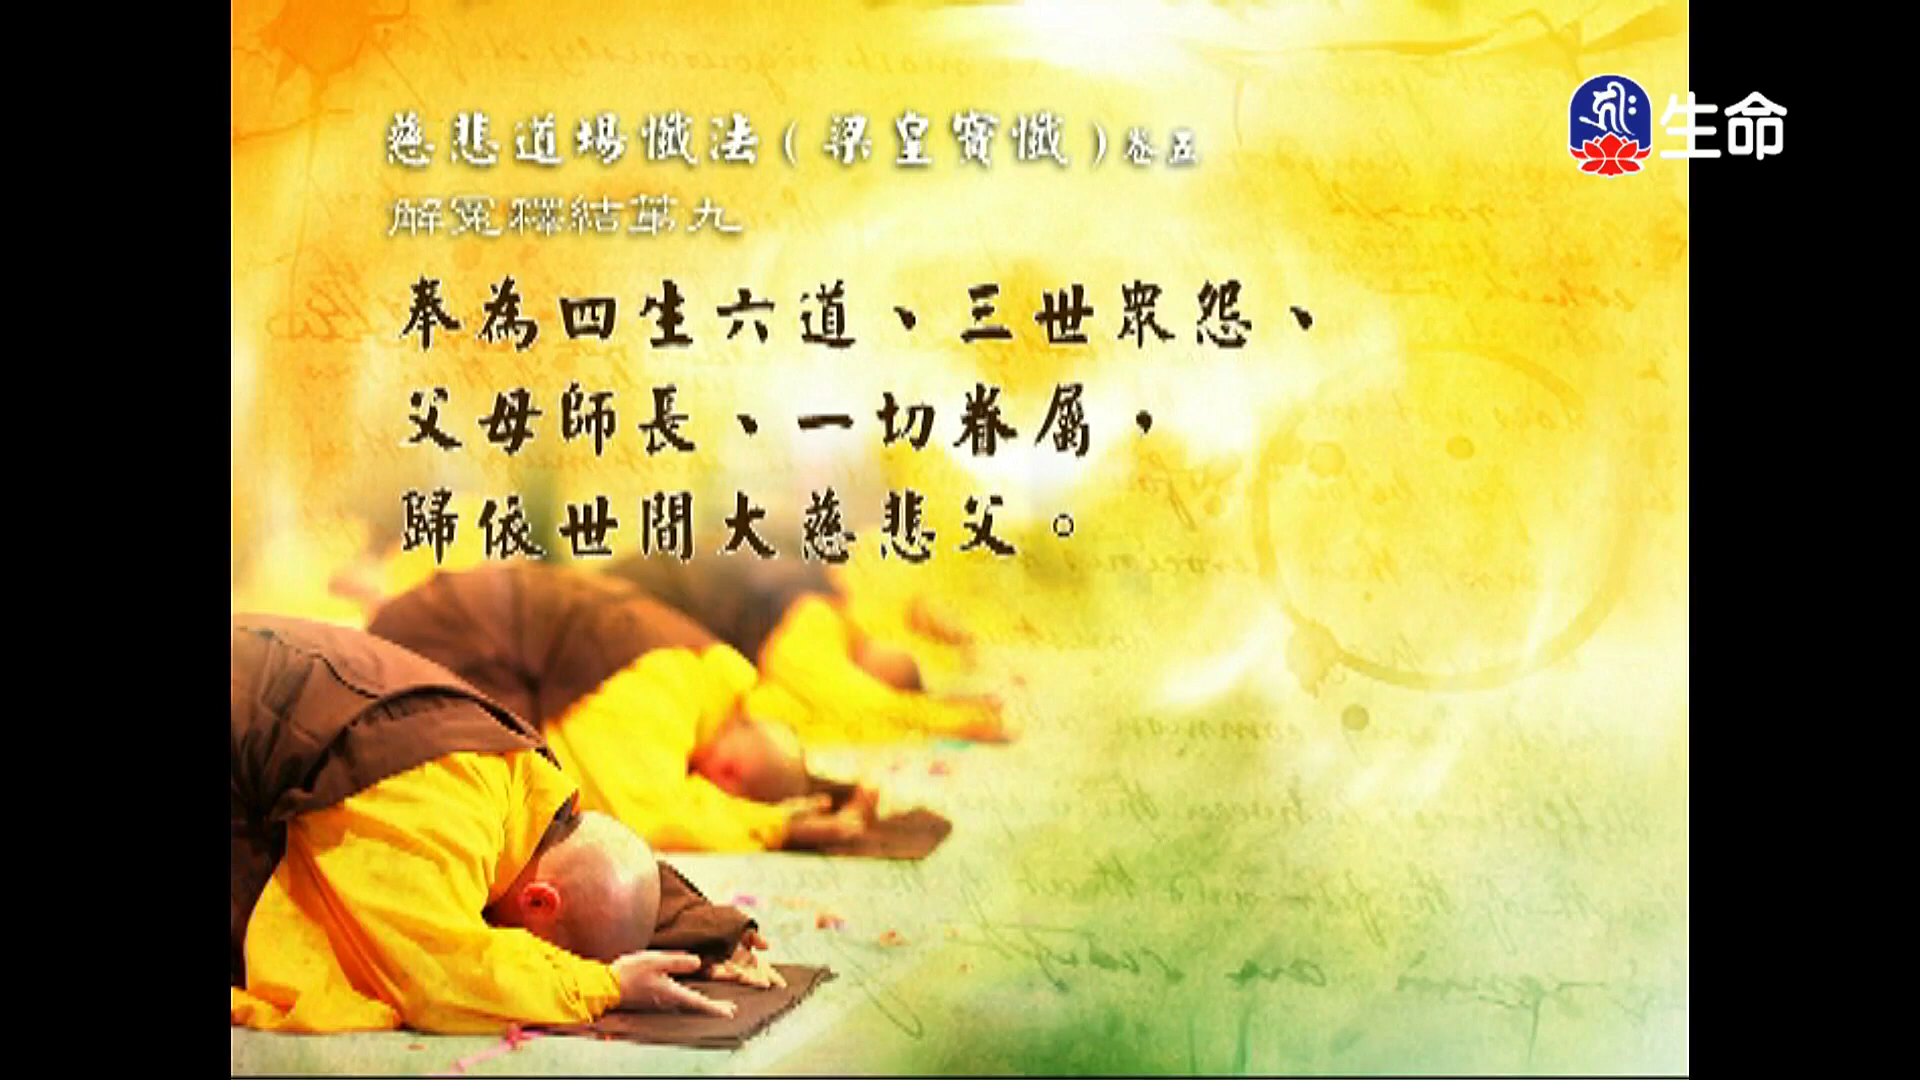 慈悲道場懺法(梁皇寶懺)卷五
生命
解冤釋結第九
奉為四生六道、三世眾怨、
父母師長、一切眷屬,
歸依世間大慈悲父。